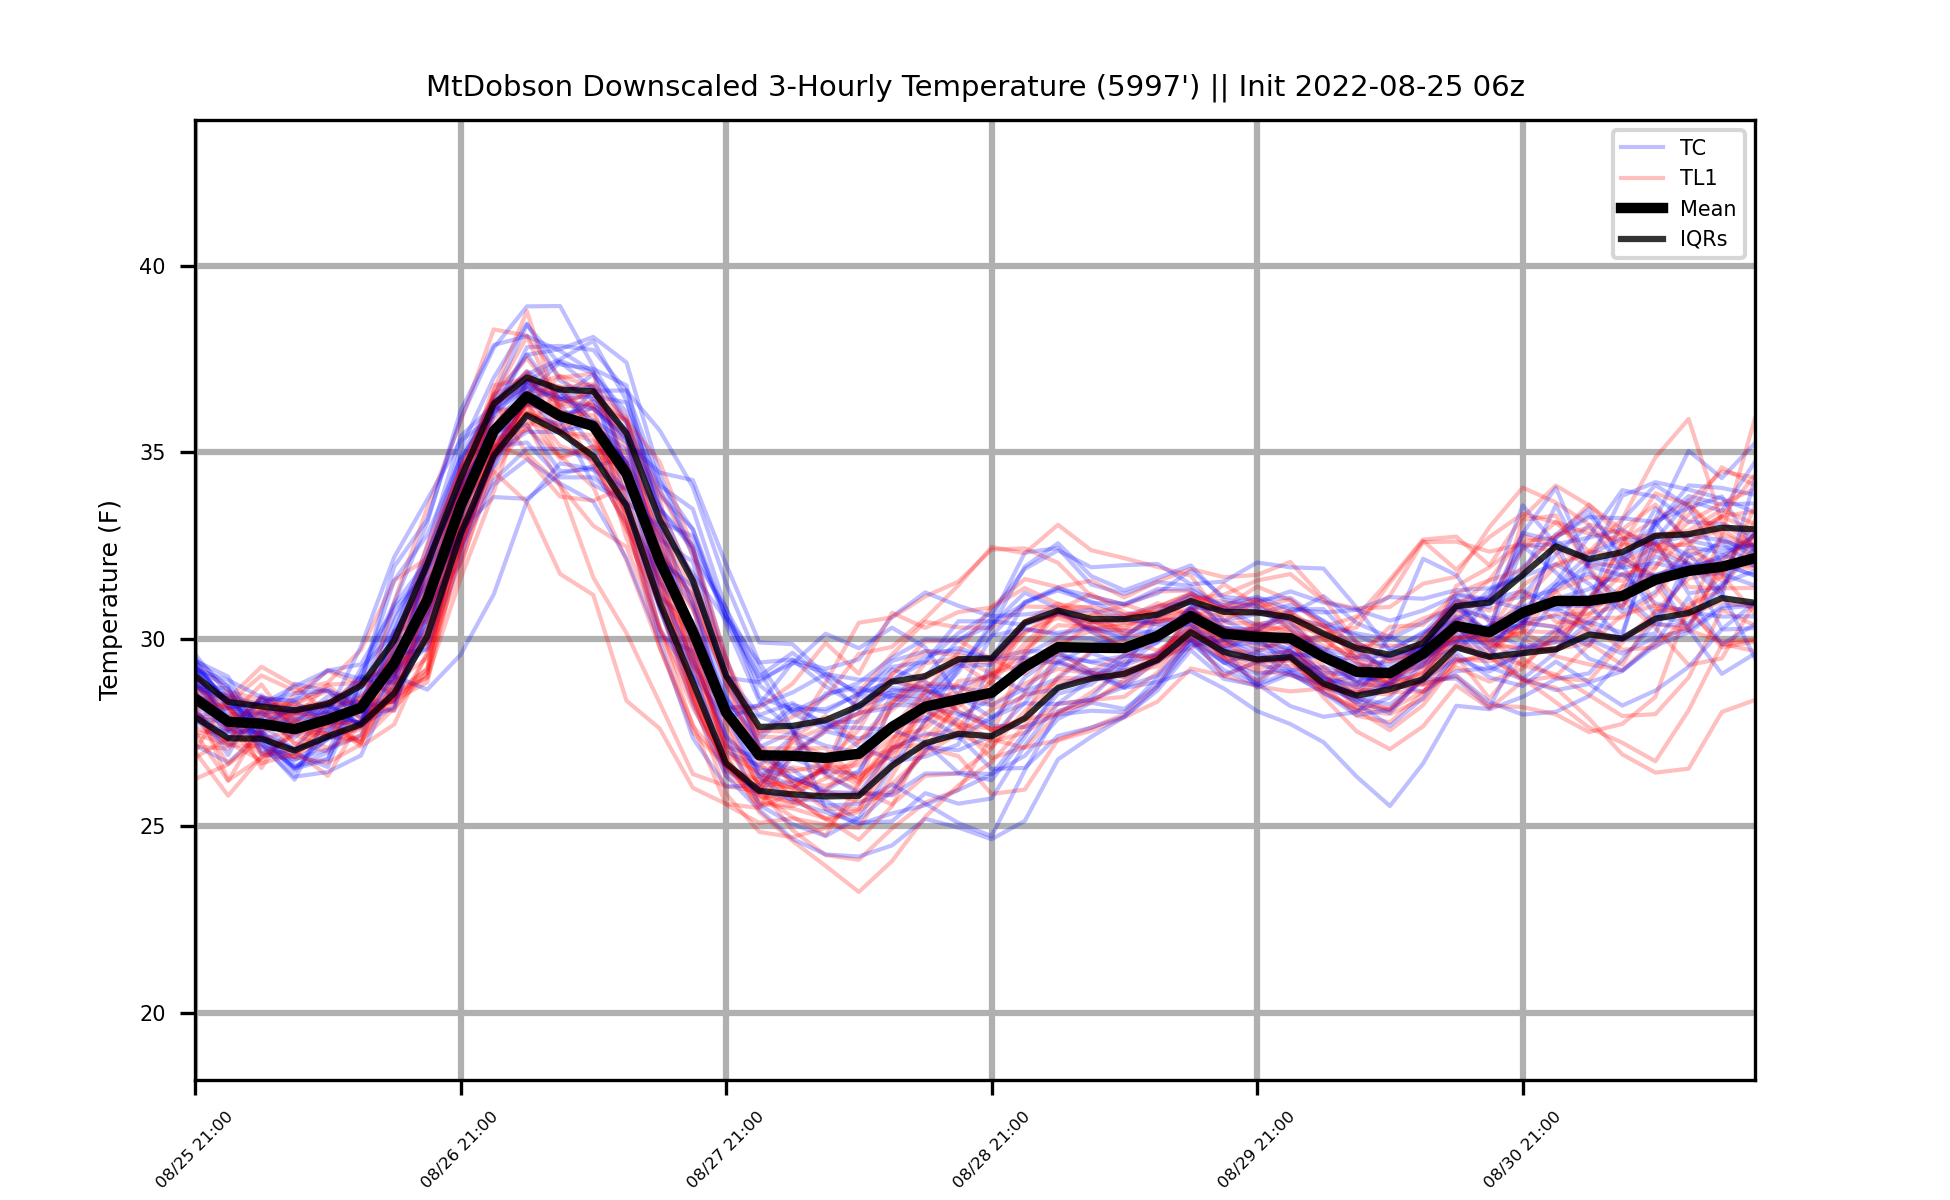 MtDobson Downscaled 3-Hourly Temperature (5997') || Init 2022-08-25 06z
TC
TL1
Mean
IQRs
Temperature (F)
40
35
30
25
20
08/25 21:00
08/26 21:00
08/27 21:00
08/28 21:00
08/29 21:00
08/30 21:00